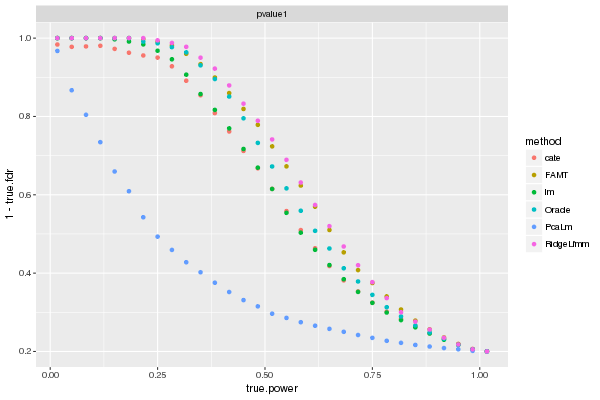 pvalue1
1.0
0.8
0.6
0.4
0.2
1 - true.fdr
0.00
0.25
0.50
0.75
1.00
true.power
method
cate
FAMT
lm
Oracle
PcaLm
RidgeLfmm